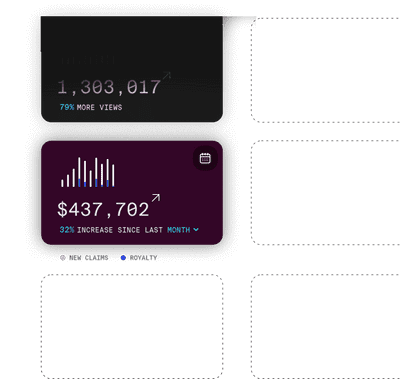 1,303,017
79% MORE VIEWS
$437,702
32% INCREASE SINCE LAST MONTH
NEW CLAIMS ROYALTY